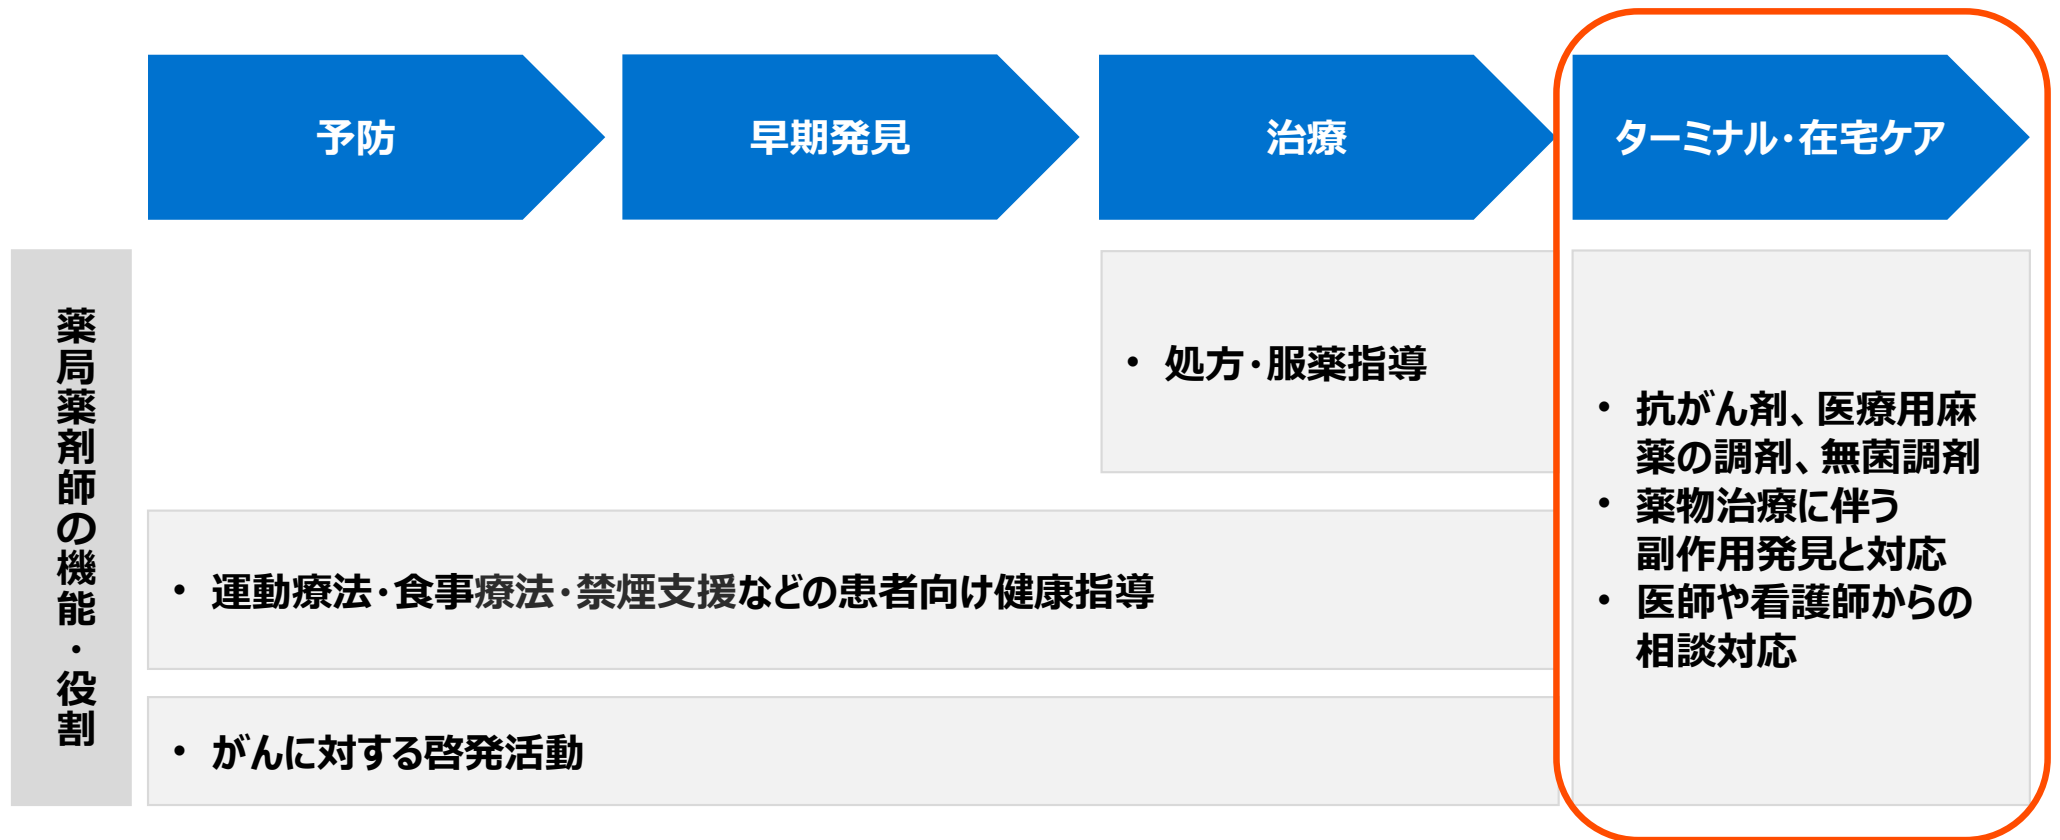 予防
早期発見
治療
ターミナル・在宅ケア
薬局薬剤師の機能・役割
• 処方・服薬指導
• 運動療法・食事療法・禁煙支援などの患者向け健康指導
• がんに対する啓発活動
• 抗がん剤、医療用麻
薬の調剤、無菌調剤
• 薬物治療に伴う
副作用発見と対応
• 医師や看護師からの
相談対応